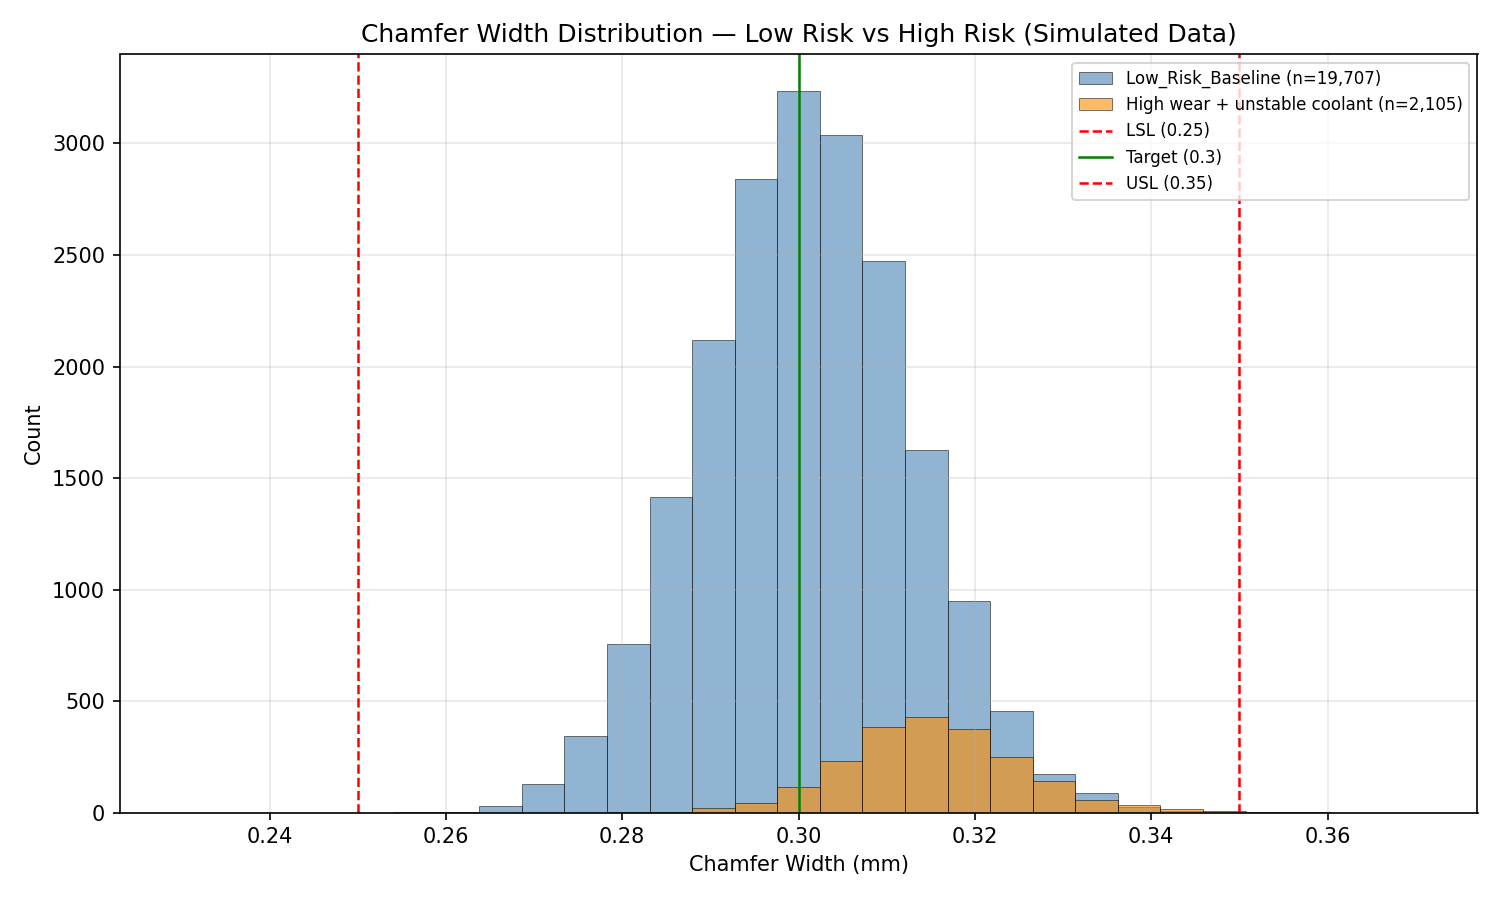 Chamfer Width Distribution — Low Risk vs High Risk (Simulated Data)
Low_Risk_Baseline (n=19,707)
High wear + unstable coolant (n=2,105)
LSL (0.25)
Target (0.3)
USL (0.35)
3000
2500
2000
1500
1000
500
0
Count
0.24 0.26 0.28 0.30 0.32 0.34 0.36
Chamfer Width (mm)